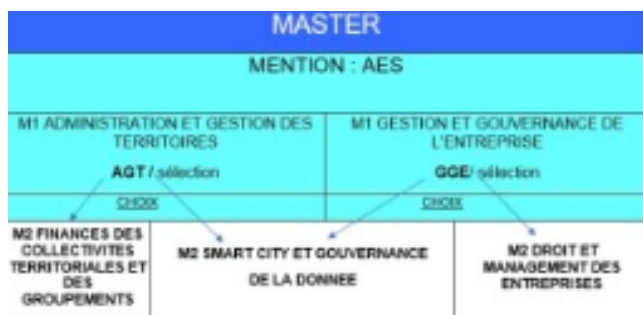 MASTER
MENTION : AES
M1 ADMINISTRATION ET GESTION DES
TERRITOIRES
AGT / sélection
M1 GESTION ET GOUVERNANCE DE
L'ENTREPRISE
GGE/ sélection
CHOIX
CHOIX
M2 FINANCES DES
COLLECTIVITES
TERRITORIALES ET
DES
GROUPEMENTS
M2 SMART CITY ET GOUVERNANCE
DE LA DONNEE
M2 DROIT ET
MANAGEMENT DES
ENTREPRISES